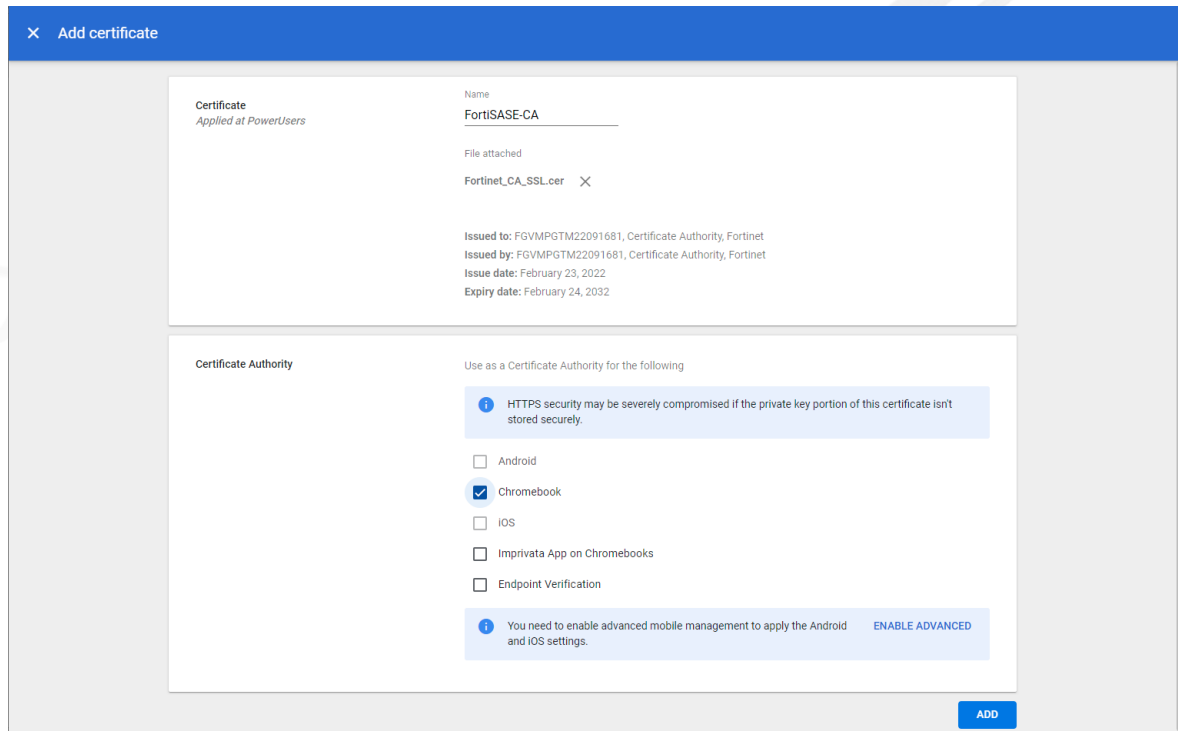 Add certificate
Certificate
Applied at PowerUsers
Name
FortiSASE-CA
File attached
Fortinet_CA_SSL.cer
Issued to: FGVMPGTM22091681, Certificate Authority, Fortinet
Issued by: FGVMPGTM22091681, Certificate Authority, Fortinet
Issue date: February 23, 2022
Expiry date: February 24, 2032
Certificate Authority
Use as a Certificate Authority for the following
HTTPS security may be severely compromised if the private key portion of this certificate isn't
stored securely.
Android
Chromebook
iOS
Imprivata App on Chromebooks
Endpoint Verification
You need to enable advanced mobile management to apply the Android
and iOS settings.
ENABLE ADVANCED
ADD